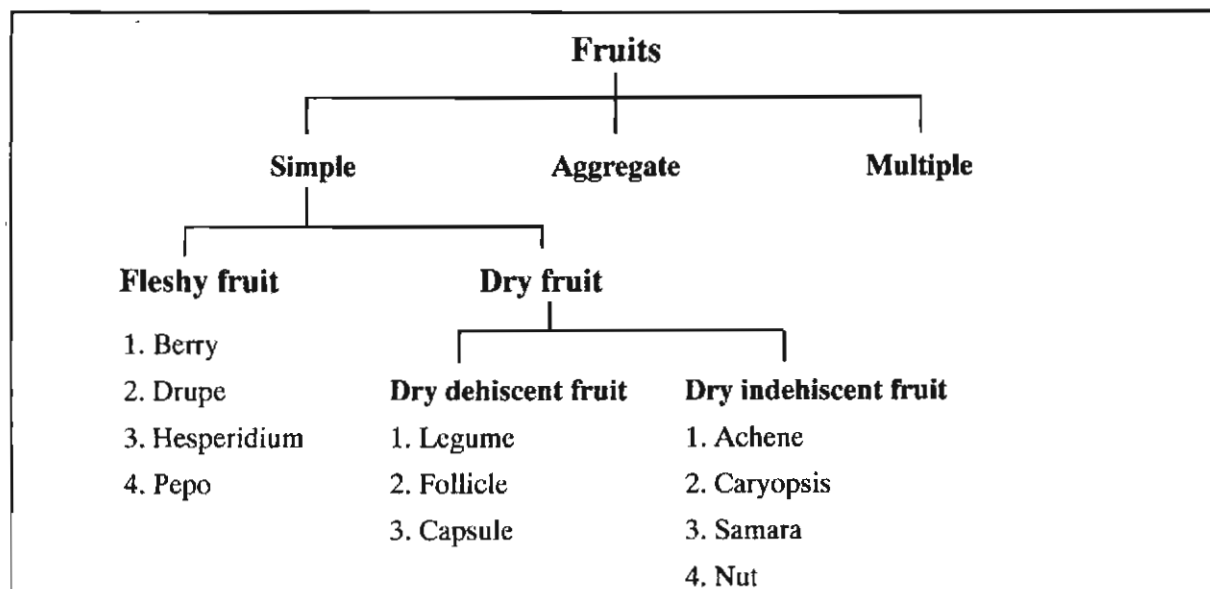 Fruits
Simple Aggregate Multiple
Fleshy fruit Dry fruit
1. Berry
2. Drupe
3. Hesperidium
4. Pepo
Dry dehiscent fruit
1. Legume
2. Follicle
3. Capsule
Dry indehiscent fruit
1. Achene
2. Caryopsis
3. Samara
4. Nut